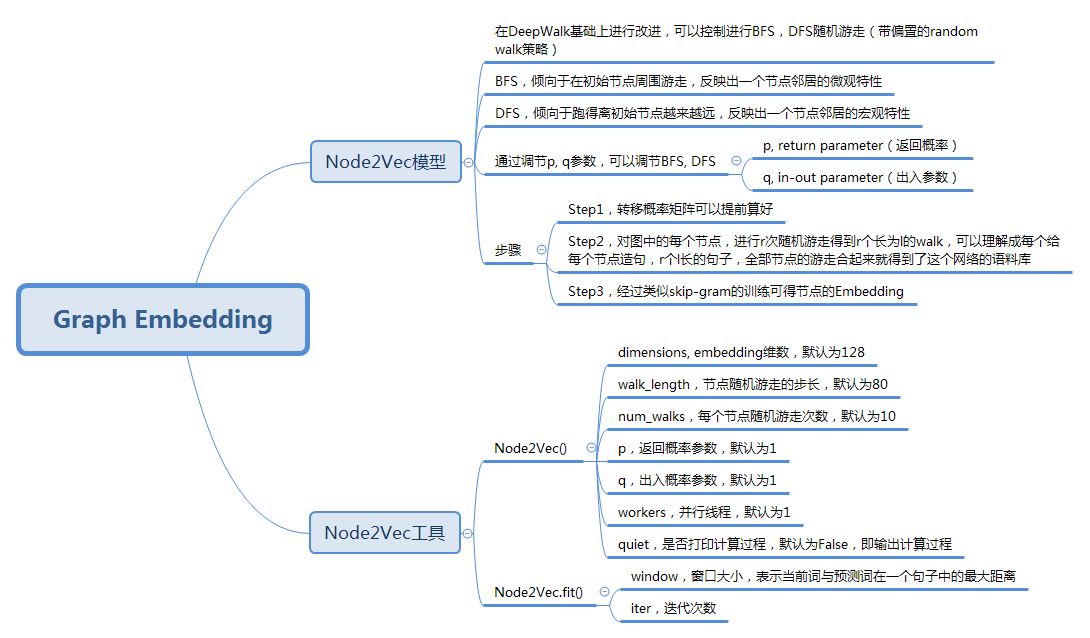 Graph Embedding
Node2Vec模型
在DeepWalk基础上进行改进，可以控制进行BFS，DFS随机游走（带偏置的random
walk策略）
BFS，倾向于在初始节点周围游走，反映出一个节点邻居的微观特性
DFS，倾向于跑得离初始节点越来越远，反映出一个节点邻居的宏观特性
通过调节p, q参数，可以调节BFS, DFS
p, return parameter（返回概率）
q, in-out parameter（出入参数）
步骤
Step1，转移概率矩阵可以提前算好
Step2，对图中的每个节点，进行r次随机游走得到r个长为l的walk，可以理解成每个给
每个节点造句，r个l长的句子，全部节点的游走合起来就得到了这个网络的语料库
Step3，经过类似skip-gram的训练可得节点的Embedding
Node2Vec工具
Node2Vec()
dimensions, embedding维数，默认为128
walk_length，节点随机游走的步长，默认为80
num_walks，每个节点随机游走次数，默认为10
p，返回概率参数，默认为1
q，出入概率参数，默认为1
workers，并行线程，默认为1
quiet，是否打印计算过程，默认为False，即输出计算过程
Node2Vec.fit()
window，窗口大小，表示当前词与预测词在一个句子中的最大距离
iter，迭代次数